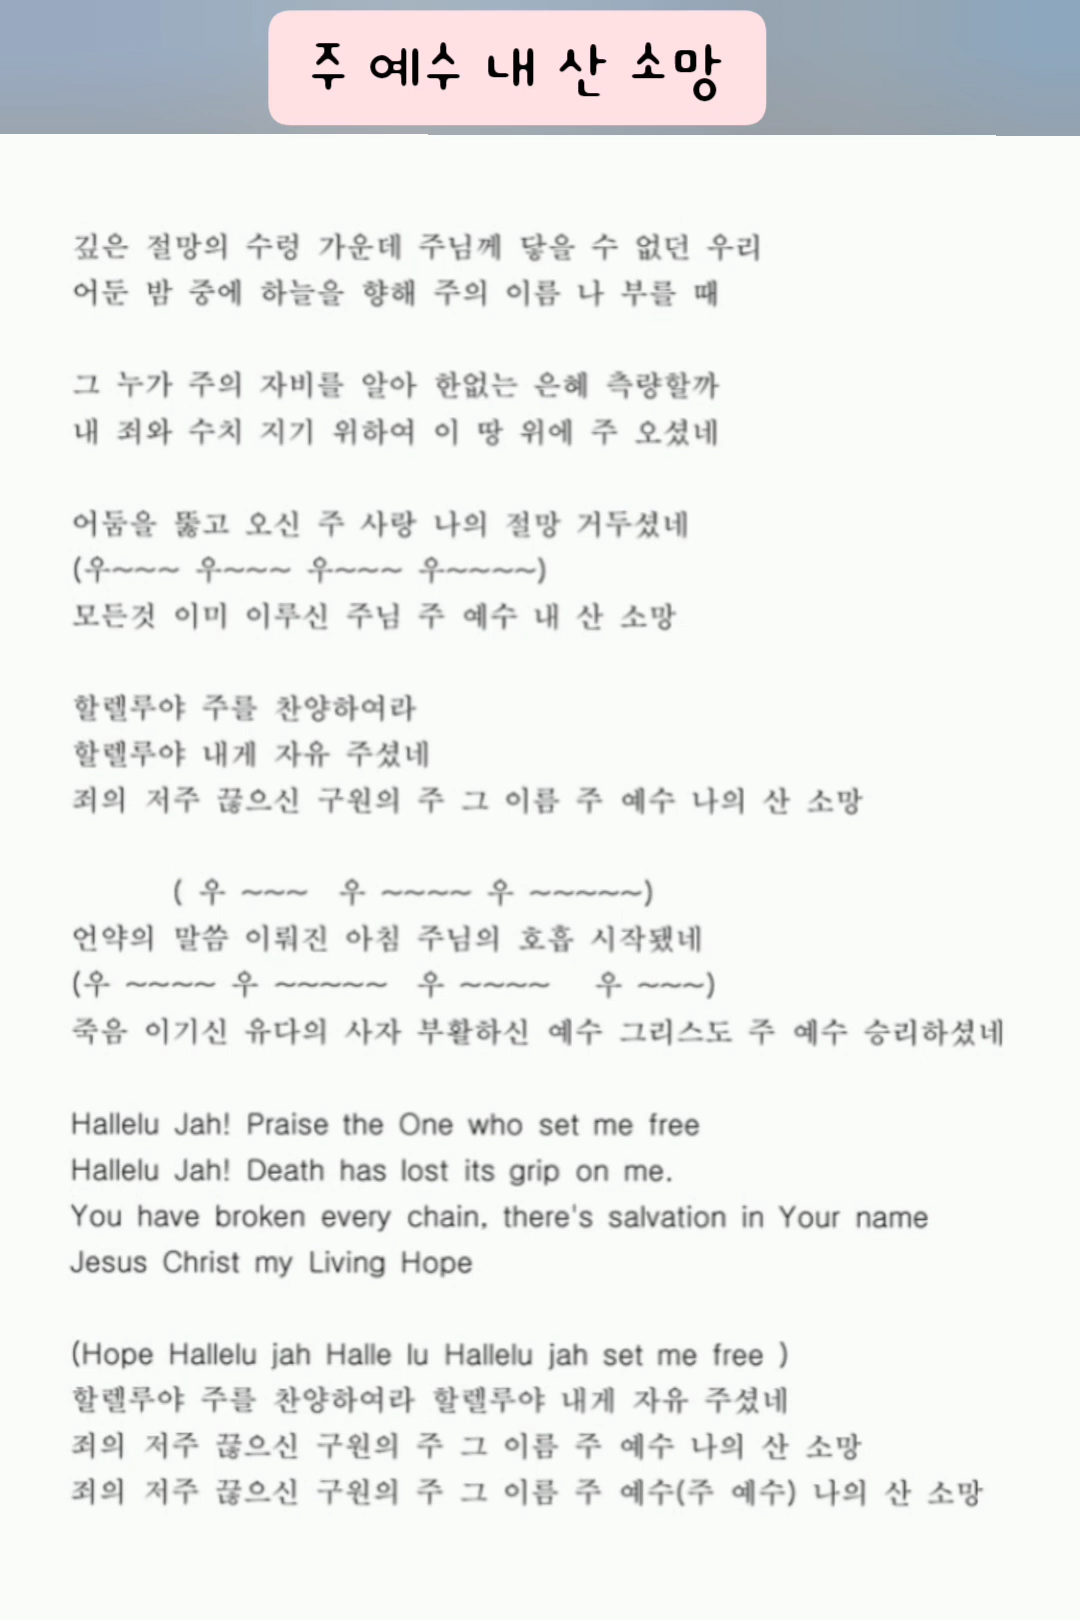 주 예수 내 산 소망
깊은 절망의 수렁 가운데 주님께 닿을 수 없던 우리
어둔 밤 중에 하늘을 향해 주의 이름 나 부를 때
그 누가 주의 자비를 알아 한없는 은혜 측량할까
내 죄와 수치 지기 위하여 이 땅 위에 주 오셨네
어둠을 뚫고 오신 주 사랑 나의 절망 거두셨네
(우~~~ 우~~~ 우~~~ 우~~~~)
모든것 이미 이루신 주님 주 예수 내 산 소망
할렐루야 주를 찬양하여라
할렐루야 내게 자유 주셨네
죄의 저주 끊으신 구원의 주 그 이름 주 예수 나의 산 소망
( 우 ~~~ 우 ~~~~ 우 ~~~~~)
언약의 말씀 이뤄진 아침 주님의 호흡 시작됐네
(우 ~~~~ 우 ~~~~~ 우 ~~~~ 우 ~~~)
죽음 이기신 유다의 사자 부활하신 예수 그리스도 주 예수 승리하셨네
Hallelu Jah! Praise the One who set me free
Hallelu Jah! Death has lost its grip on me.
You have broken every chain, there's salvation in Your name
Jesus Christ my Living Hope
(Hope Hallelu jah Halle lu Hallelu jah set me free )
할렐루야 주를 찬양하여라 할렐루야 내게 자유 주셨네
죄의 저주 끊으신 구원의 주 그 이름 주 예수 나의 산 소망
죄의 저주 끊으신 구원의 주 그 이름 주 예수(주 예수) 나의 산 소망